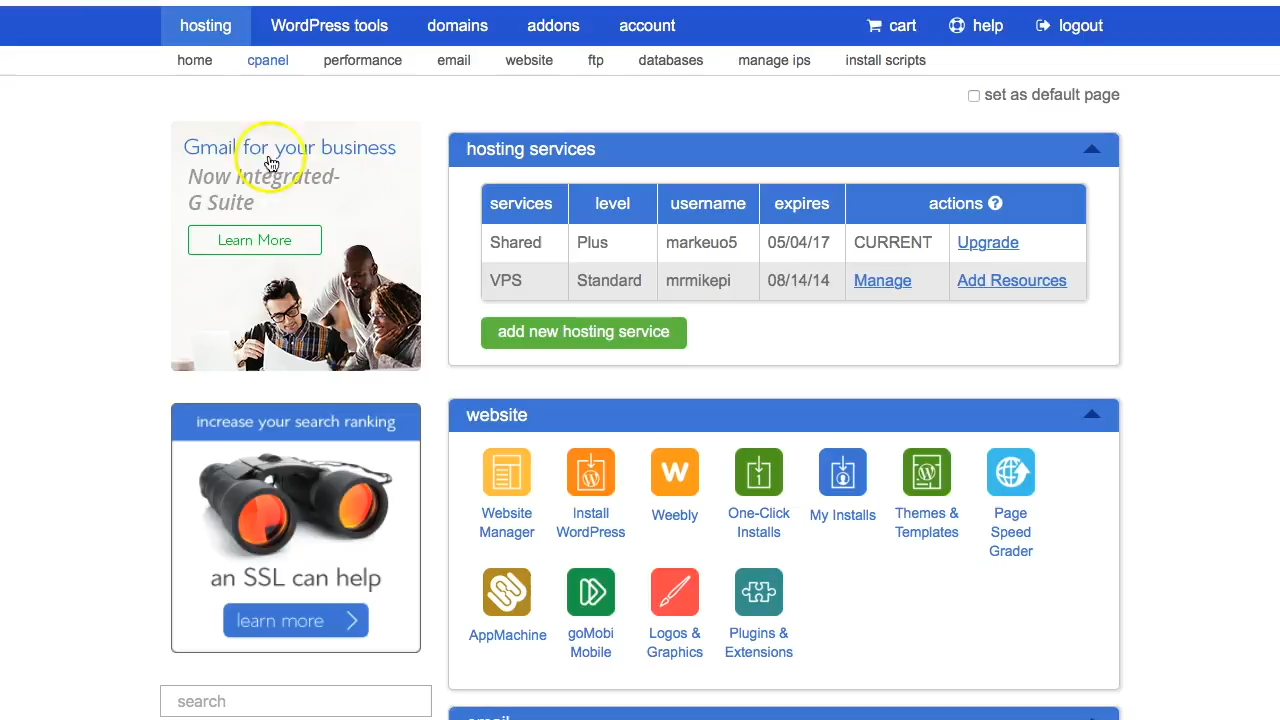 hosting WordPress tools domains addons account cart help logout
home cpanel performance email website ftp databases manage ips install scripts
set as default page
Gmail for your business
Now Integrated-
G Suite
Learn More
increase your search ranking
an SSL can help
learn more
search
hosting services
services level username expires actions ?
Shared Plus markeuo5 05/04/17 CURRENT Upgrade
VPS Standard mrmikepi 08/14/14 Manage Add Resources
add new hosting service
website
Website
Manager
Install
WordPress
W
Weebly
1
One-Click
Installs
My Installs
Themes &
Templates
Page
Speed
Grader
AppMachine
goMobi
Mobile
Logos &
Graphics
Plugins &
Extensions